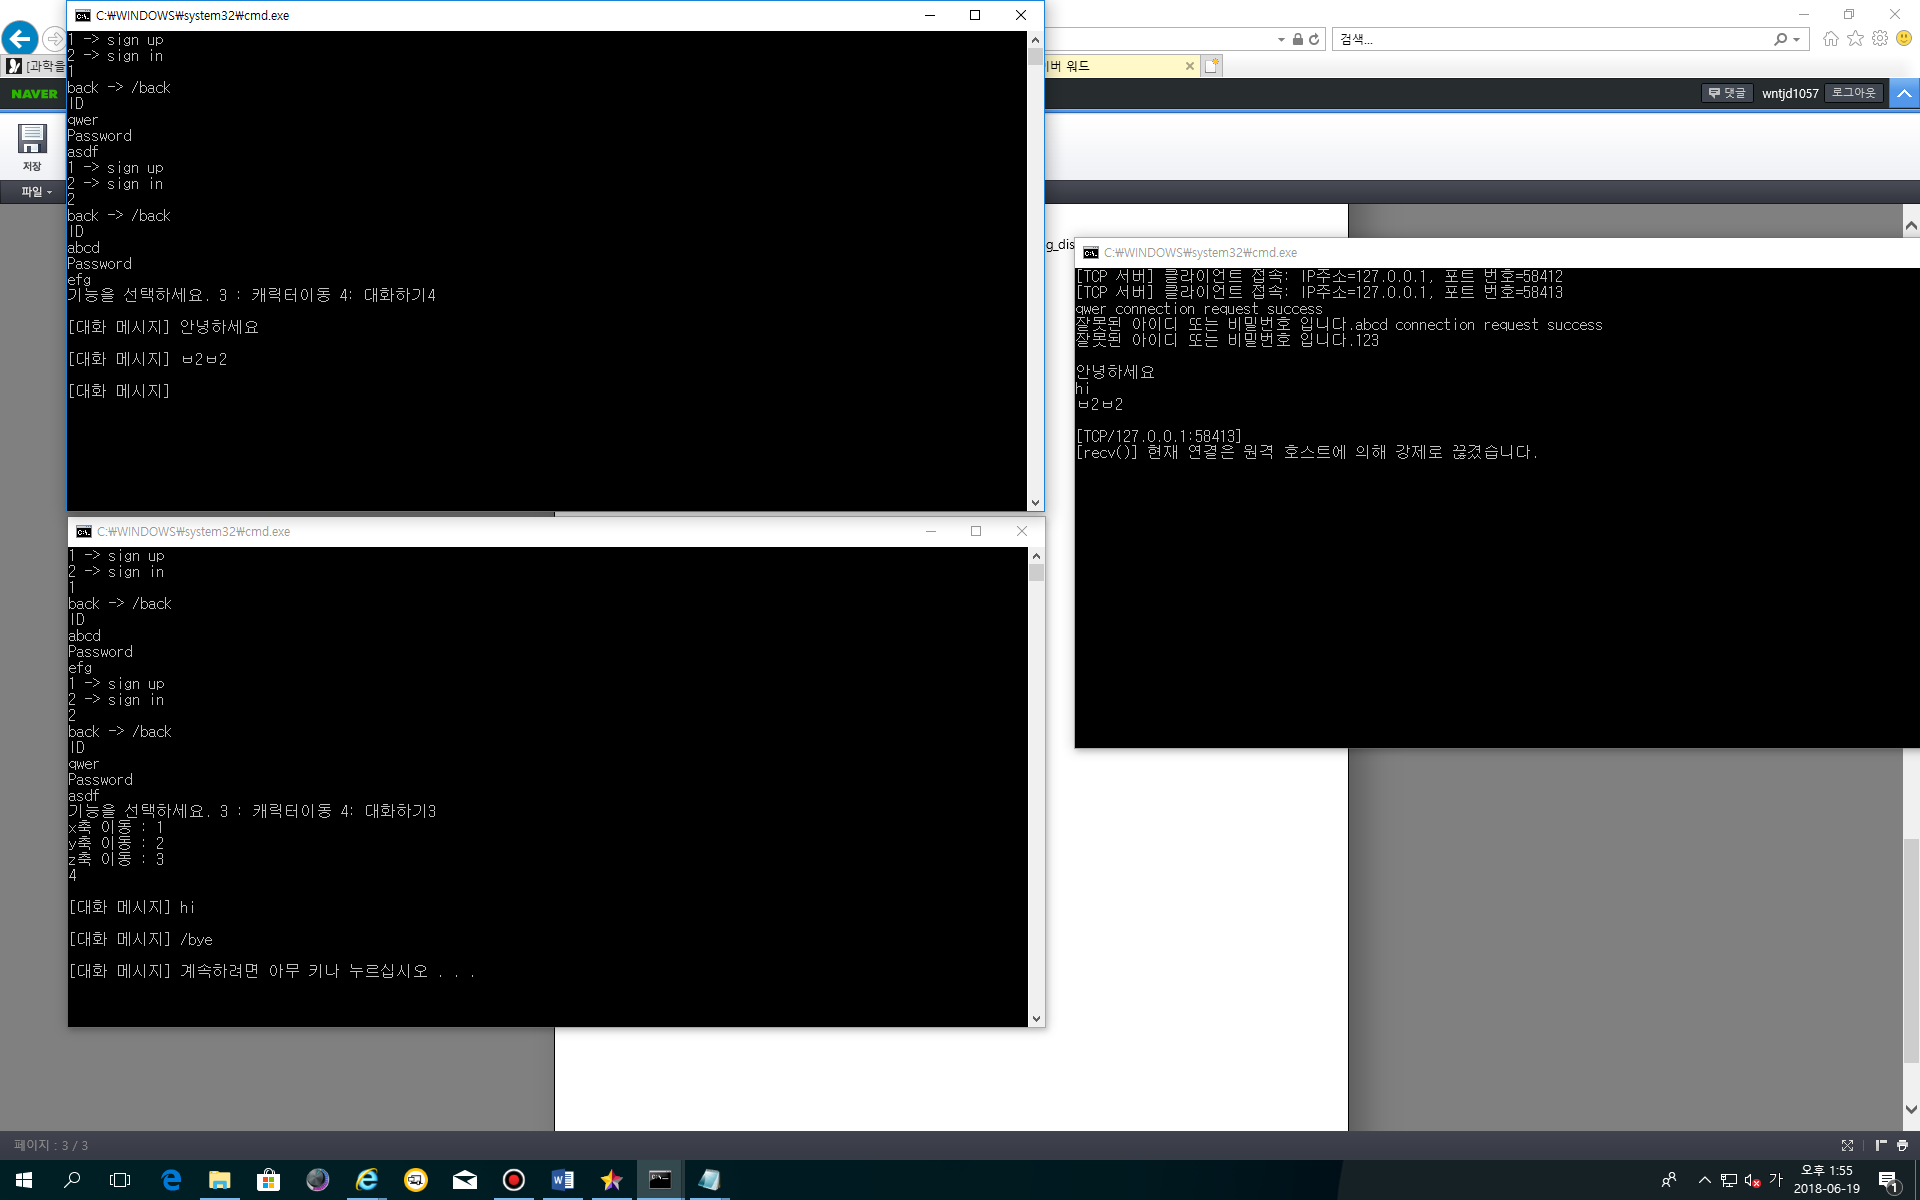 C:₩WINDOWS₩system32₩cmd.exe
1 -> sign up
2 -> sign in
1
back -> /back
ID
qwer
Password
asdf
1 -> sign up
2 -> sign in
2
back -> /back
ID
abcd
Password
efg
기능을 선택하세요. 3 : 캐릭터이동 4: 대화하기4
[대화 메시지] 안녕하세요
[대화 메시지] ㅂ2ㅂ2
[대화 메시지]
C:₩WINDOWS₩system32₩cmd.exe
1 -> sign up
2 -> sign in
1
back -> /back
ID
abcd
Password
efg
1 -> sign up
2 -> sign in
2
back -> /back
ID
qwer
Password
asdf
기능을 선택하세요. 3 : 캐릭터이동 4: 대화하기3
x축 이동 : 1
y축 이동 : 2
z축 이동 : 3
4
[대화 메시지] hi
[대화 메시지] /bye
[대화 메시지] 계속하려면 아무 키나 누르십시오 . . .
C:₩WINDOWS₩system32₩cmd.exe
[TCP 서버] 클라이언트 접속: IP주소=127.0.0.1, 포트 번호=58412
[TCP 서버] 클라이언트 접속: IP주소=127.0.0.1, 포트 번호=58413
qwer connection request success
잘못된 아이디 또는 비밀번호 입니다.abcd connection request success
잘못된 아이디 또는 비밀번호 입니다.123
안녕하세요
hi
ㅂ2ㅂ2
[TCP/127.0.0.1:58413]
[recv()] 현재 연결은 원격 호스트에 의해 강제로 끊겼습니다.
검색...
[과학을
버 워드
NAVER
댓글
wntjd1057
로그아웃
저장
파일
g_dis
페이지 : 3 / 3
가
오후 1:55
2018-06-19
1